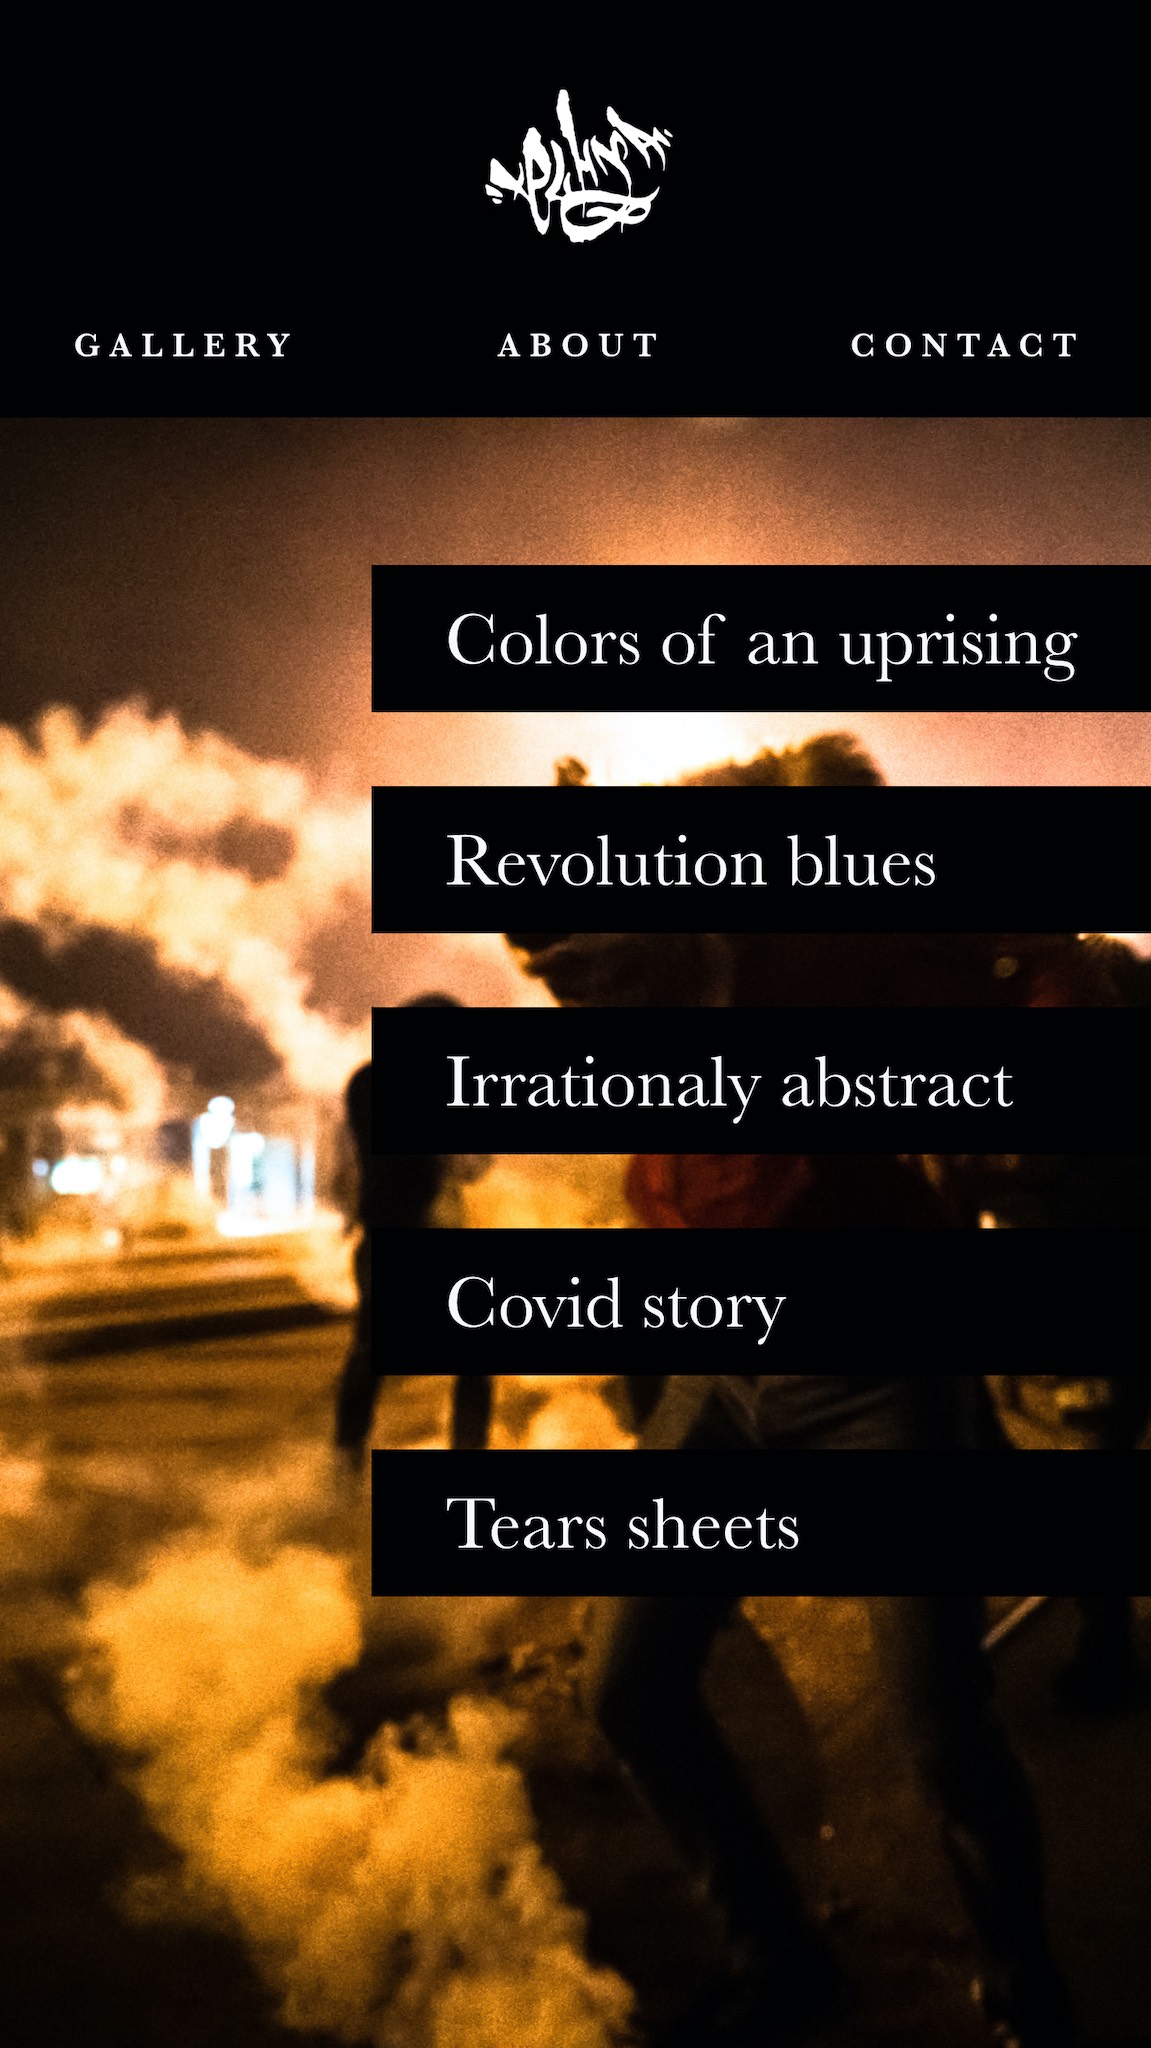 GALLERY ABOUT CONTACT
Colors of an uprising
Revolution blues
Irrationaly abstract
Covid story
Tears sheets